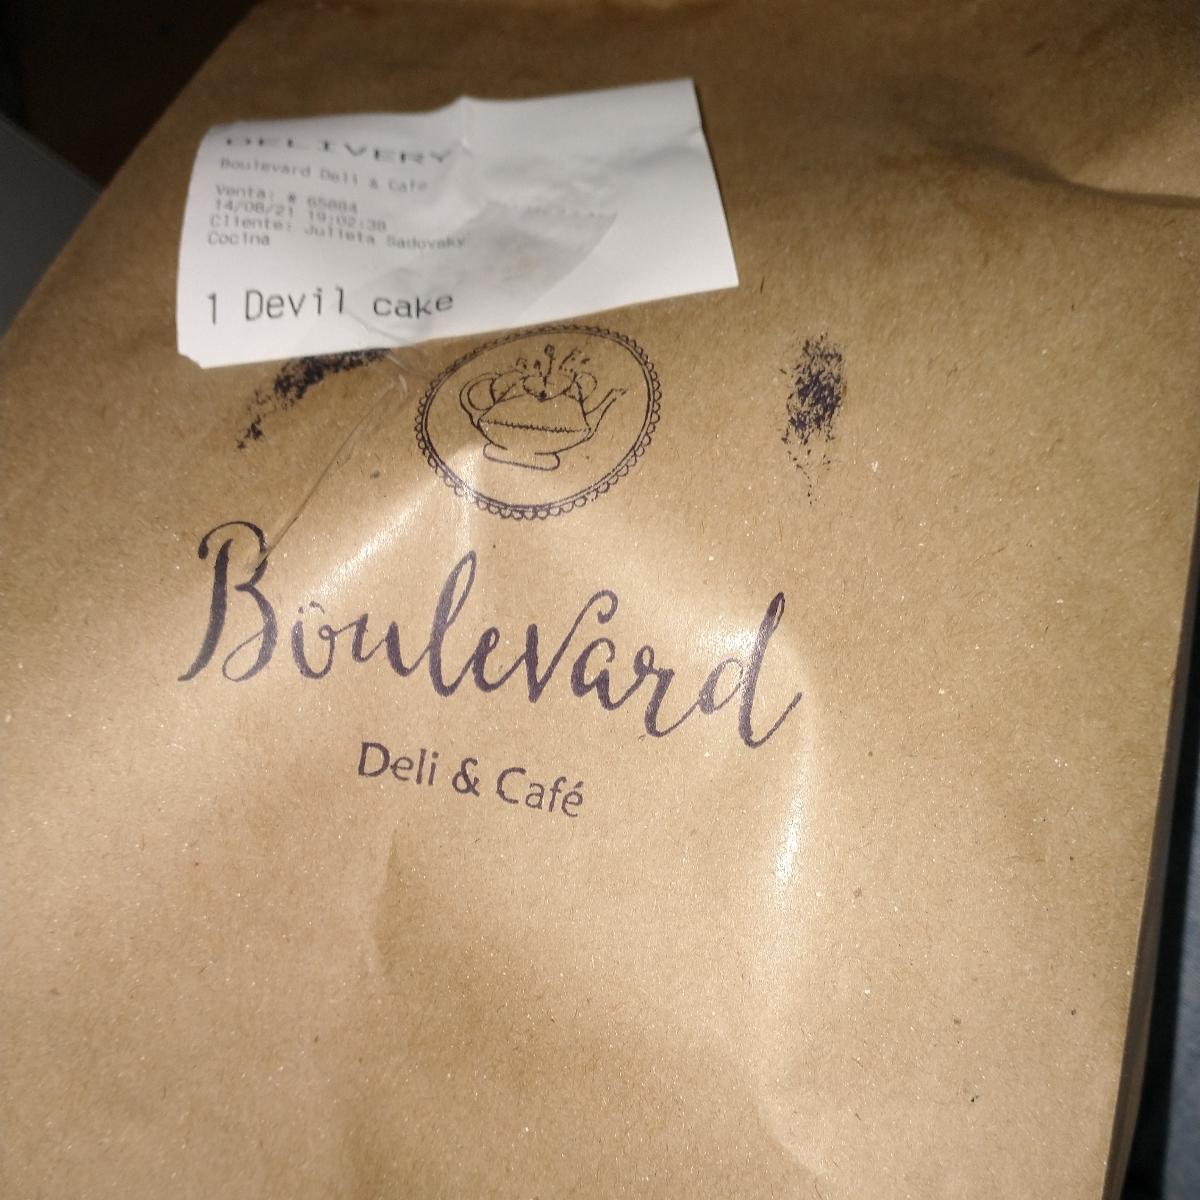 DELIVERY
Boulevard Deli & Cafe
Venta: # 65884
14/08/21 19:02:38
Cliente: Julieta Sadovsky
Cocina
1 Devil cake
Boulevard
Deli & Café